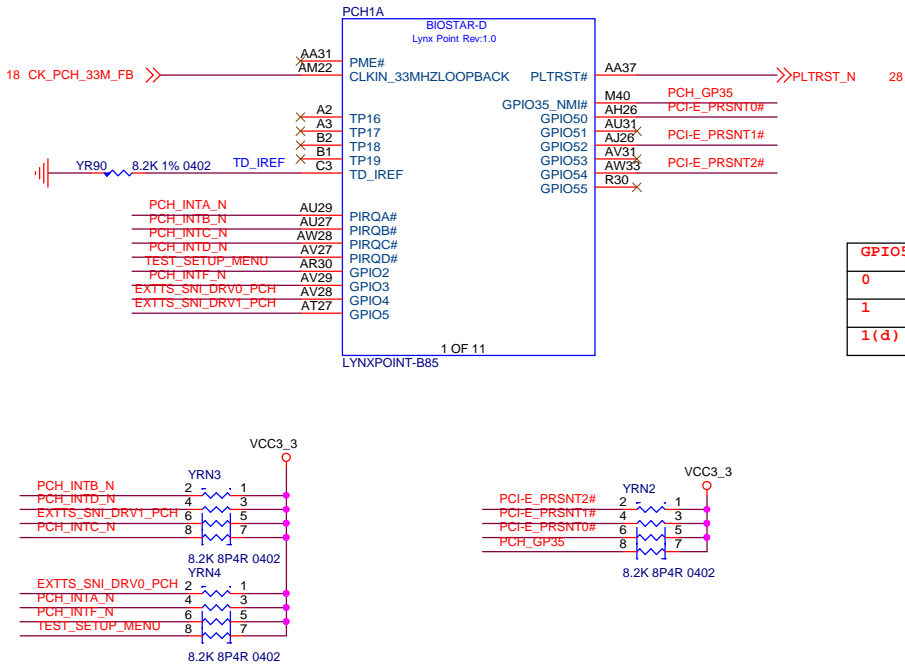 PCH1A
BIOSTAR-D
Lynx Point Rev:1.0
18 CK_PCH_33M_FB
AA31
PME#
AM22
CLKIN_33MHZLOOPBACK
PLTRST#
AA37
PLTRST_N
28
GPIO35_NMI#
M40
PCH_GP35
A2
TP16
GPIO50
AH26
PCI-E_PRSNT0#
A3
TP17
GPIO51
AU31
B2
TP18
GPIO52
AJ26
PCI-E_PRSNT1#
B1
TP19
GPIO53
AV31
YR90
8.2K 1% 0402
TD_IREF
C3
TD_IREF
GPIO54
AW33
PCI-E_PRSNT2#
GPIO55
R30
PCH_INTA_N
AU29
PIRQA#
PCH_INTB_N
AU27
PIRQB#
PCH_INTC_N
AW28
PIRQC#
PCH_INTD_N
AV27
PIRQD#
TEST_SETUP_MENU
AR30
GPIO2
PCH_INTF_N
AV29
GPIO3
EXTTS_SNI_DRV0_PCH
AV28
GPIO4
EXTTS_SNI_DRV1_PCH
AT27
GPIO5
1 OF 11
LYNXPOINT-B85
GPIO5
0
1
1(d)
VCC3_3
YRN3
PCH_INTB_N
2
1
PCH_INTD_N
4
3
EXTTS_SNI_DRV1_PCH
6
5
PCH_INTC_N
8
7
8.2K 8P4R 0402
YRN4
EXTTS_SNI_DRV0_PCH
2
1
PCH_INTA_N
4
3
PCH_INTF_N
6
5
TEST_SETUP_MENU
8
7
8.2K 8P4R 0402
VCC3_3
YRN2
PCI-E_PRSNT2#
2
1
PCI-E_PRSNT1#
4
3
PCI-E_PRSNT0#
6
5
PCH_GP35
8
7
8.2K 8P4R 0402